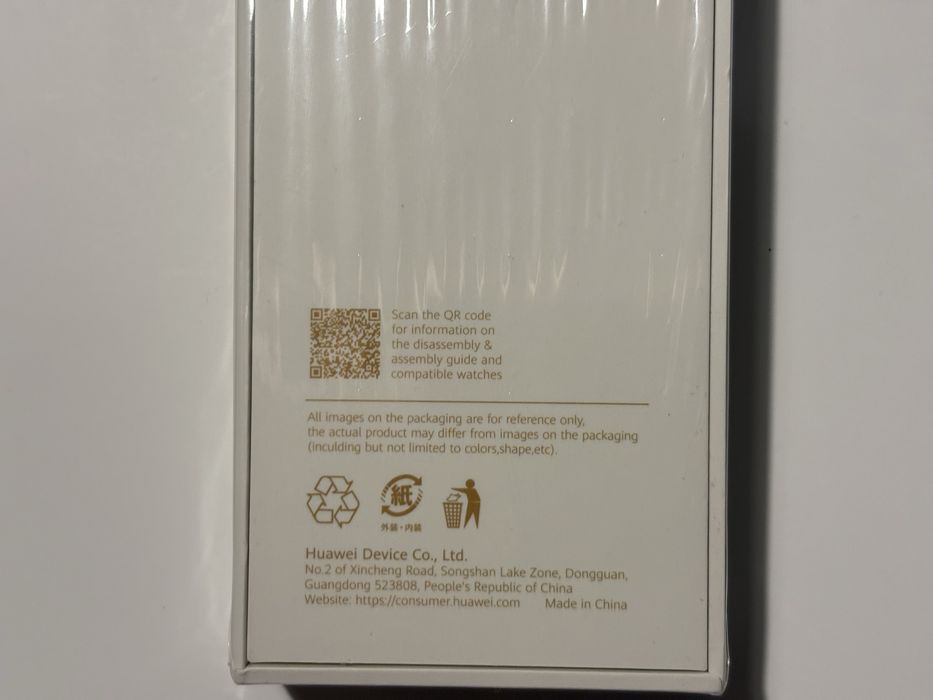 Scan the QR code
for information on
the disassembly &
assembly guide and
compatible watches
All images on the packaging are for reference only,
the actual product may differ from images on the packaging
(inculding but not limited to colors,shape,etc).
紙
外装・内装
Huawei Device Co., Ltd.
No.2 of Xincheng Road, Songshan Lake Zone, Dongguan,
Guangdong 523808, People's Republic of China
Website: https://consumer.huawei.com Made in China